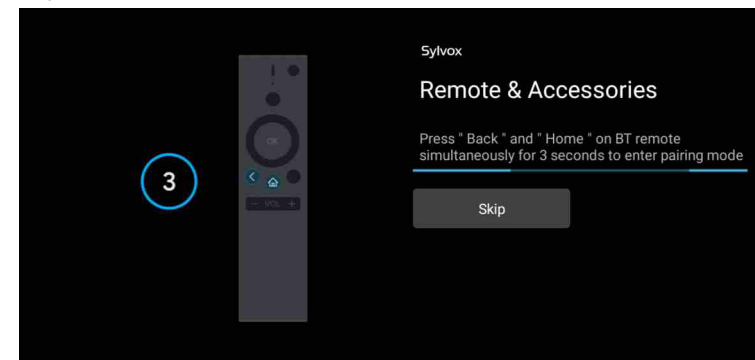 Sylvox
Remote & Accessories
Press " Back " and " Home " on BT remote
simultaneously for 3 seconds to enter pairing mode
3
OK
- VOL +
Skip